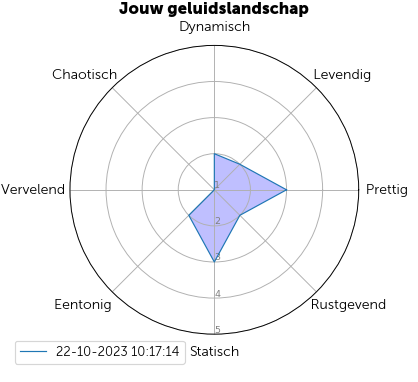 Jouw geluidslandschap
Dynamisch
Chaotisch
Levendig
Vervelend
Prettig
1
2
3
4
5
Eentonig
Rustgevend
22-10-2023 10:17:14
Statisch